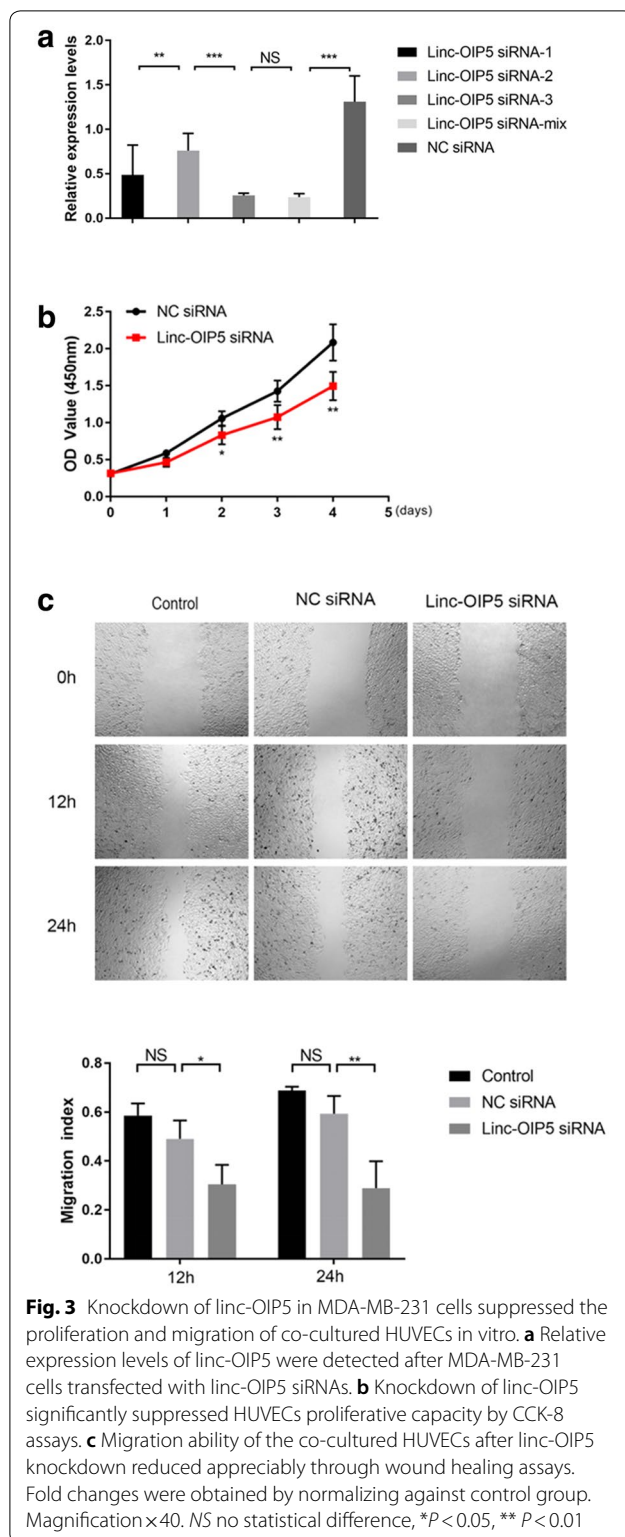 a
Relative expression levels
2.0
1.5
1.0
0.5
0.0
**
***
NS
***
Linc-OIP5 siRNA-1
Linc-OIP5 siRNA-2
Linc-OIP5 siRNA-3
Linc-OIP5 siRNA-mix
NC siRNA
b
NC siRNA
Linc-OIP5 siRNA
OD Value (450nm)
2.5
2.0
1.5
1.0
0.5
0.0
*
**
**
0 1 2 3 4 5 (days)
c
Control NC siRNA Linc-OIP5 siRNA
0h
12h
24h
Migration index
0.8
0.6
0.4
0.2
0.0
NS * NS **
12h 24h
Control
NC siRNA
Linc-OIP5 siRNA
Fig. 3 Knockdown of linc-OIP5 in MDA-MB-231 cells suppressed the
proliferation and migration of co-cultured HUVECs in vitro. a Relative
expression levels of linc-OIP5 were detected after MDA-MB-231
cells transfected with linc-OIP5 siRNAs. b Knockdown of linc-OIP5
significantly suppressed HUVECs proliferative capacity by CCK-8
assays. c Migration ability of the co-cultured HUVECs after linc-OIP5
knockdown reduced appreciably through wound healing assays.
Fold changes were obtained by normalizing against control group.
Magnification × 40. NS no statistical difference, *P < 0.05, ** P < 0.01